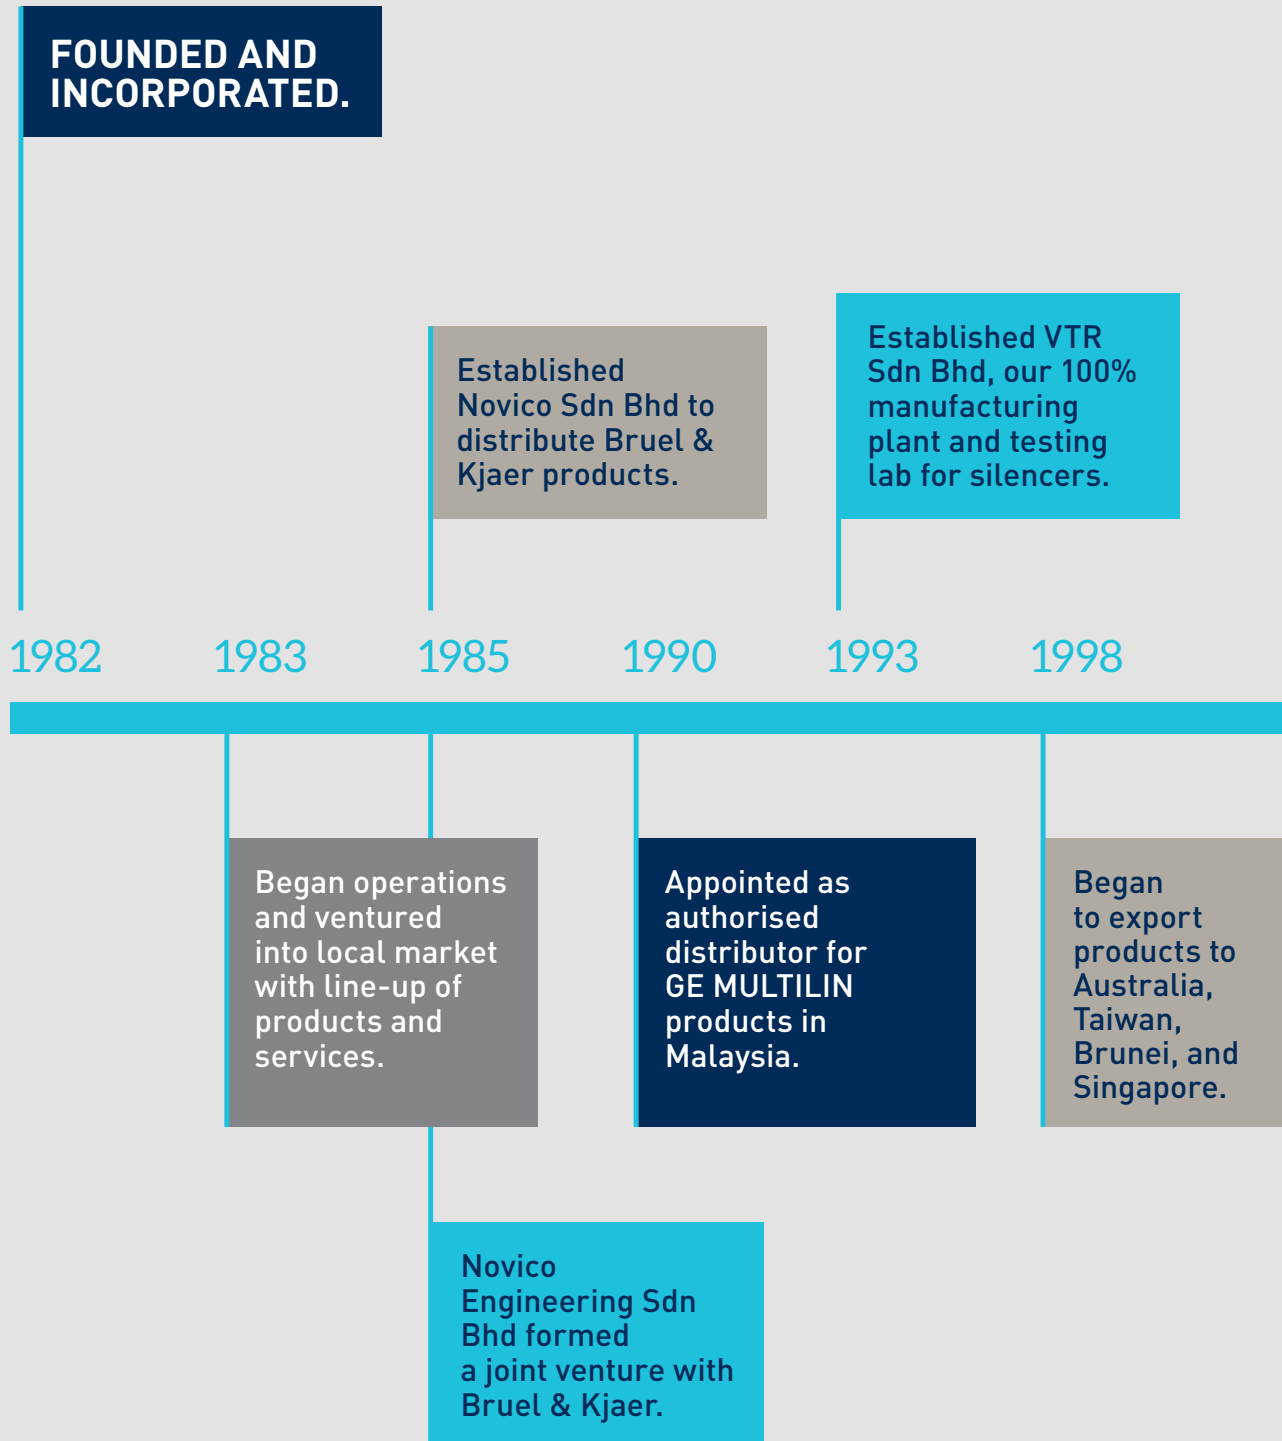 FOUNDED AND
INCORPORATED.
Established
Novico Sdn Bhd to
distribute Bruel &
Kjaer products.
Established VTR
Sdn Bhd, our 100%
manufacturing
plant and testing
lab for silencers.
1982 1983 1985 1990 1993 1998
Began operations
and ventured
into local market
with line-up of
products and
services.
Appointed as
authorised
distributor for
GE MULTILIN
products in
Malaysia.
Began
to export
products to
Australia,
Taiwan,
Brunei, and
Singapore.
Novico
Engineering Sdn
Bhd formed
a joint venture with
Bruel & Kjaer.